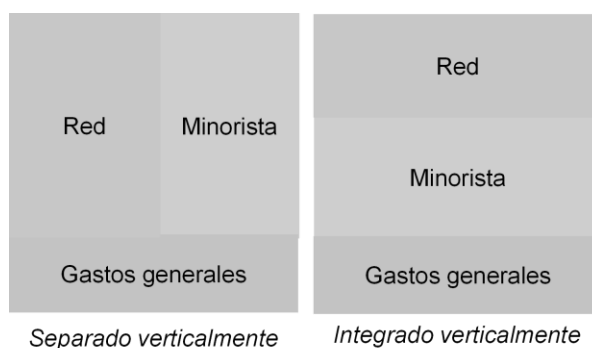 Red
Minorista
Gastos generales
Separado verticalmente
Red
Minorista
Gastos generales
Integrado verticalmente